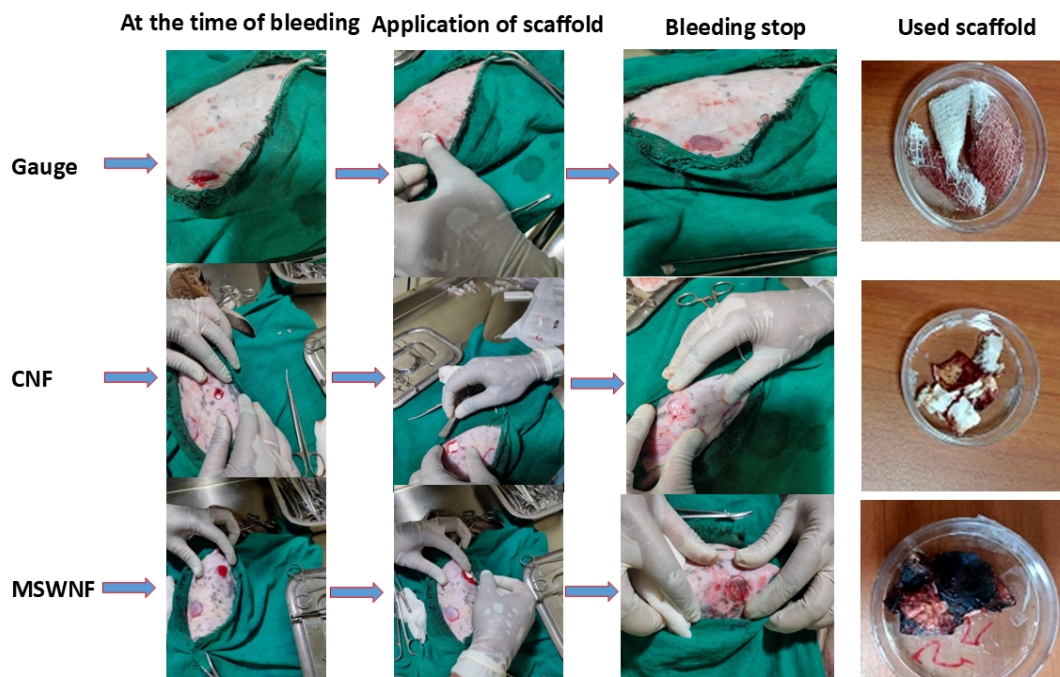 At the time of bleeding Application of scaffold Bleeding stop Used scaffold
Gauge
CNF
MSWNF